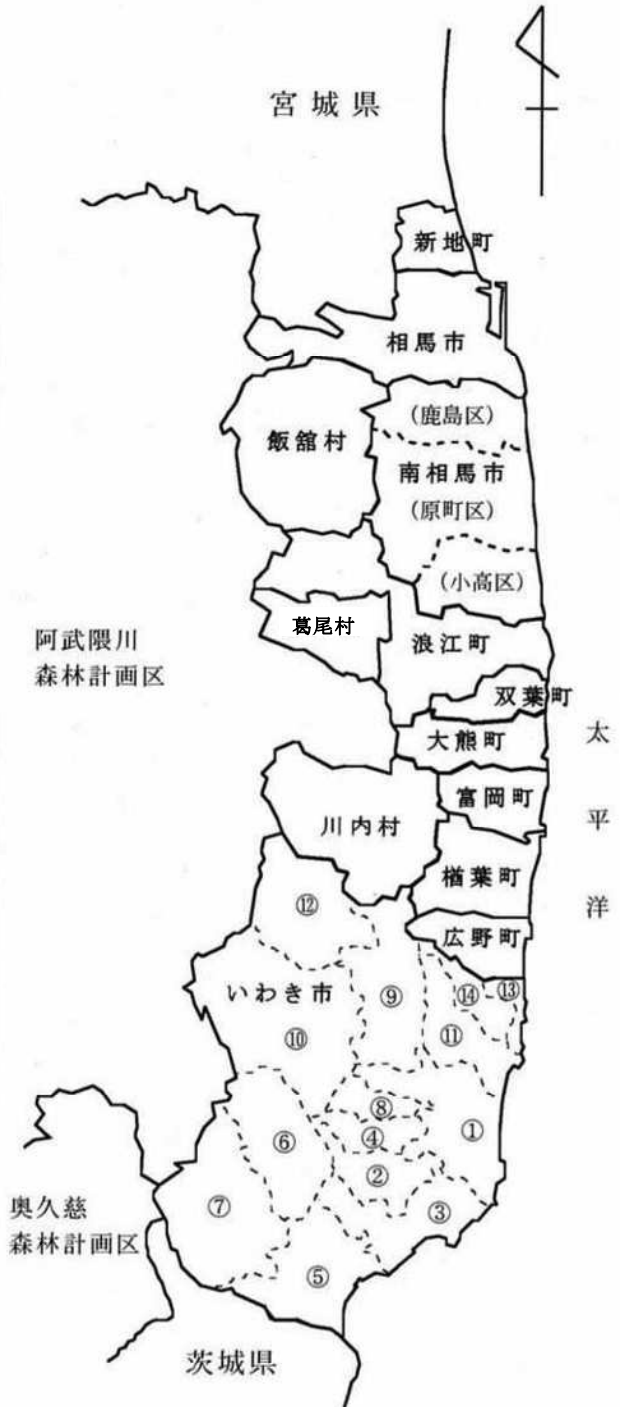 宮城県
新地町
相馬市
(鹿島区)
飯舘村
南相馬市
(原町区)
(小高区)
葛尾村
浪江町
阿武隈川
森林計画区
双葉町
大熊町
太平洋
富岡町
川内村
楢葉町
⑫
広野町
いわき市
⑨
⑭
⑬
⑩
⑪
⑧
①
④
⑥
②
⑦
③
奥久慈
森林計画区
⑤
茨城県